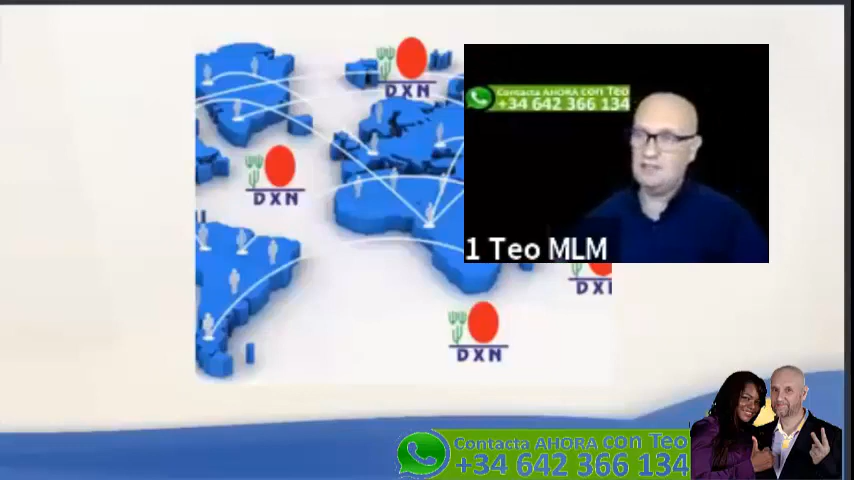 DXN
Contacta AHORA con Teo
+34 642 366 134
DXN
1 Teo MLM
DXN
Contacta AHORA con Teo
+34 642 366 134